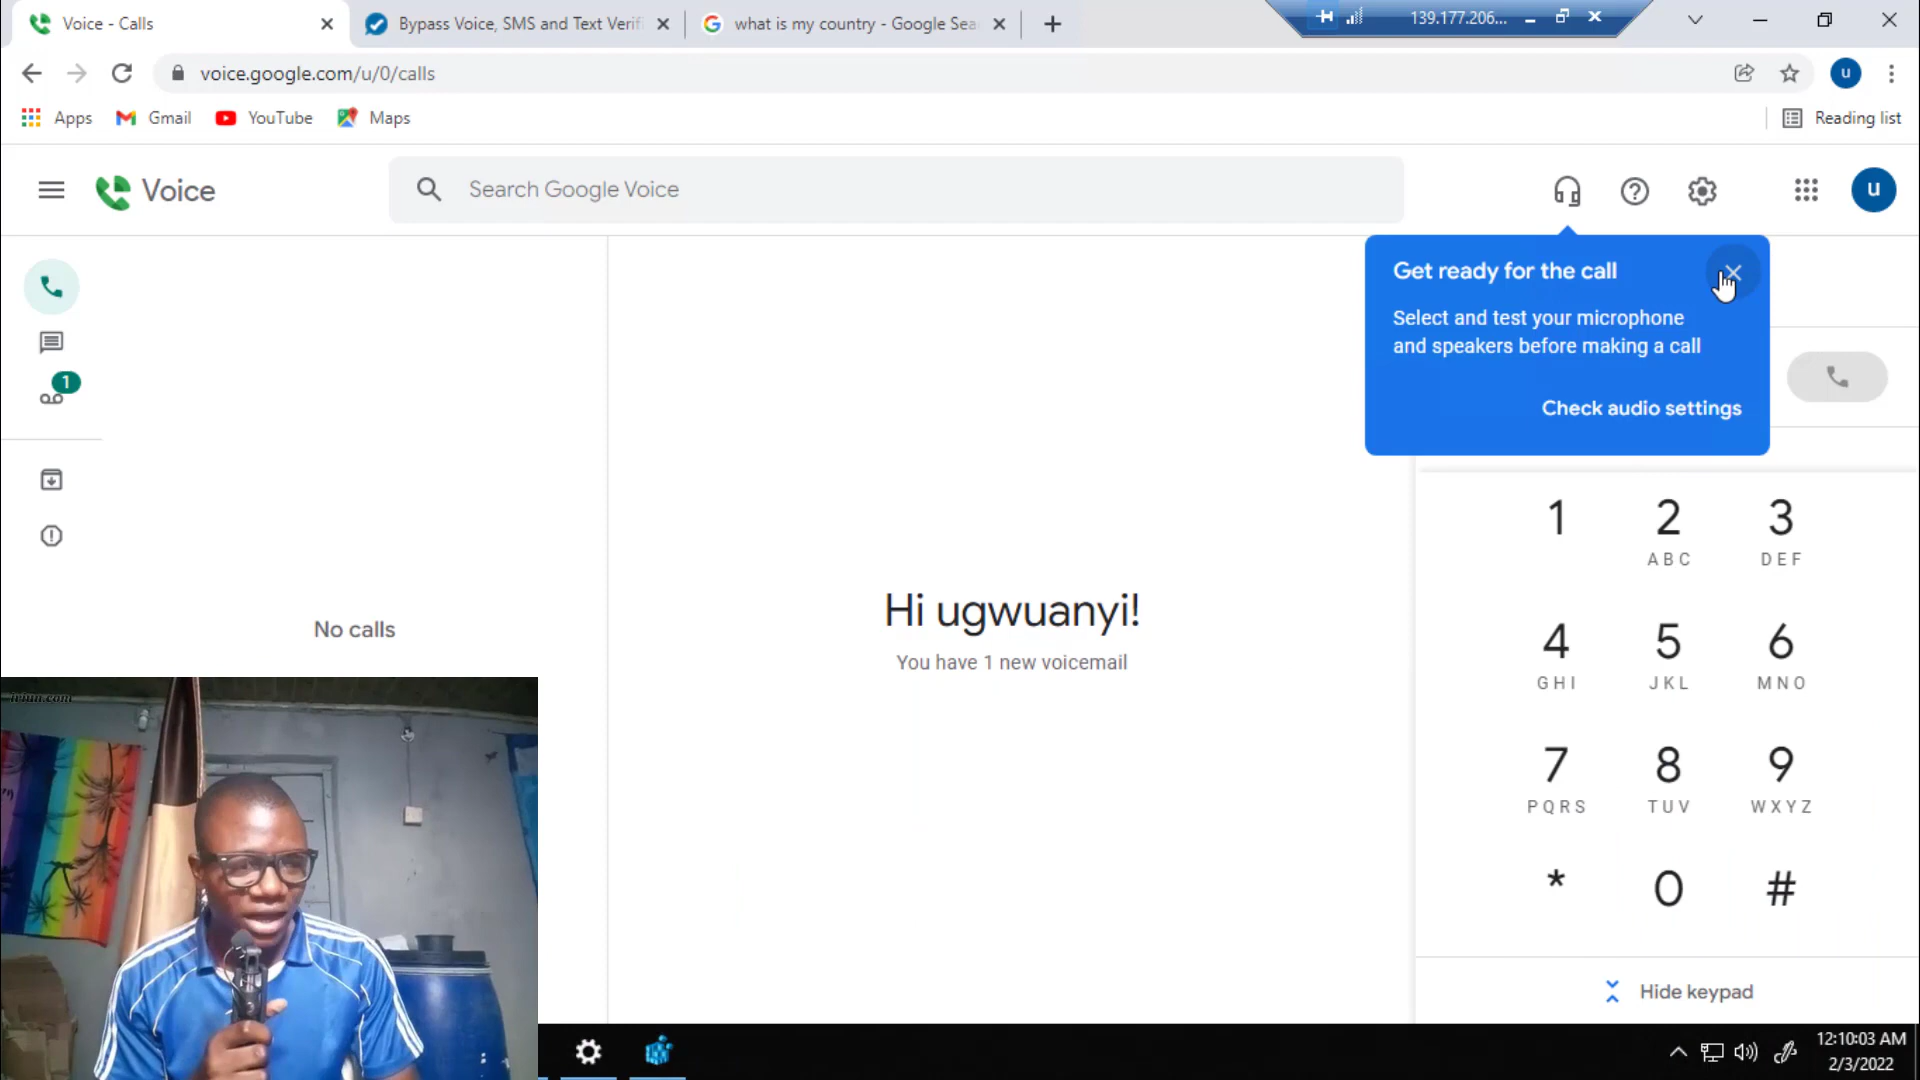 Voice - Calls
Bypass Voice, SMS and Text Verifi
what is my country - Google Sea
139.177.206...
voice.google.com/u/0/calls
u
Apps
Gmail
YouTube
Maps
Reading list
Voice
Search Google Voice
u
Get ready for the call
Select and test your microphone
and speakers before making a call
Check audio settings
1
No calls
Hi ugwuanyi!
You have 1 new voicemail
1 2 3
ABC DEF
4 5 6
GHI JKL MNO
7 8 9
PQRS TUV WXYZ
* 0 #
Hide keypad
12:10:03 AM
2/3/2022